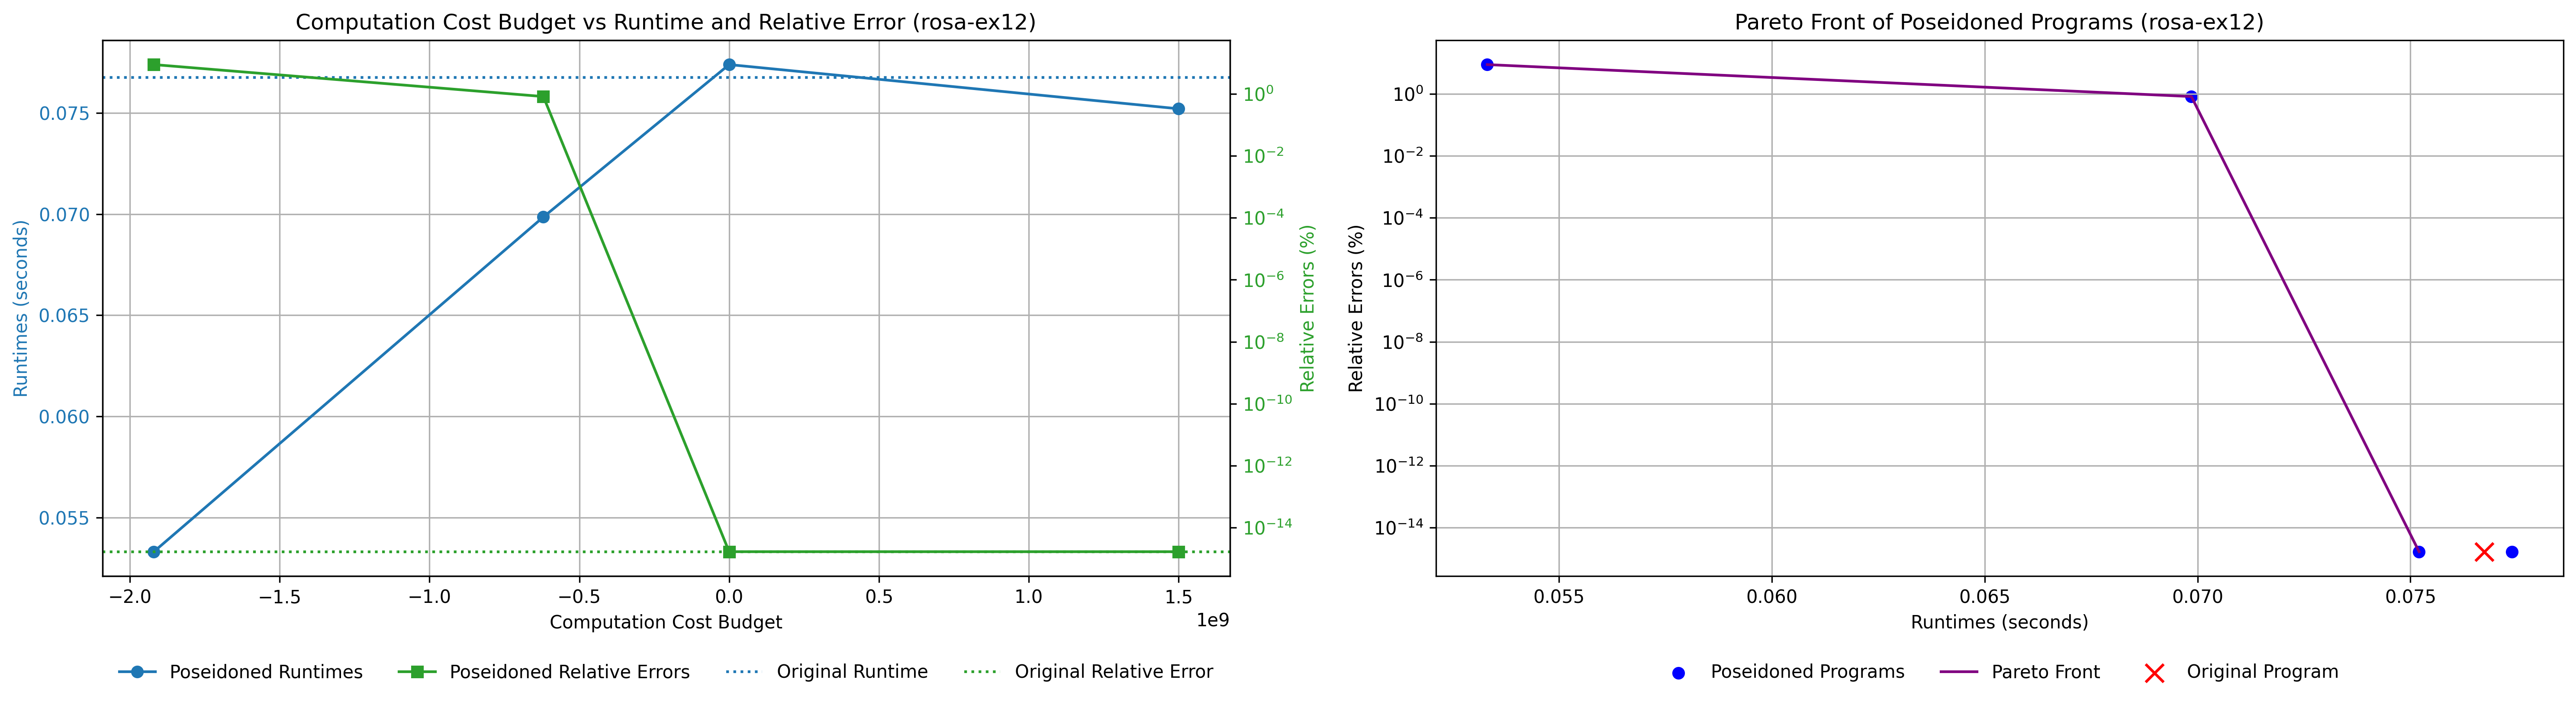 Computation Cost Budget vs Runtime and Relative Error (rosa-ex12)
Runtimes (seconds)
0.075
0.070
0.065
0.060
0.055
10⁰
10⁻²
10⁻⁴
10⁻⁶
10⁻⁸
10⁻¹⁰
10⁻¹²
10⁻¹⁴
Relative Errors (%)
−2.0 −1.5 −1.0 −0.5 0.0 0.5 1.0 1.5
1e9
Computation Cost Budget
Poseidoned Runtimes Poseidoned Relative Errors Original Runtime Original Relative Error
Pareto Front of Poseidoned Programs (rosa-ex12)
Relative Errors (%)
10⁰
10⁻²
10⁻⁴
10⁻⁶
10⁻⁸
10⁻¹⁰
10⁻¹²
10⁻¹⁴
0.055 0.060 0.065 0.070 0.075
Runtimes (seconds)
Poseidoned Programs Pareto Front Original Program